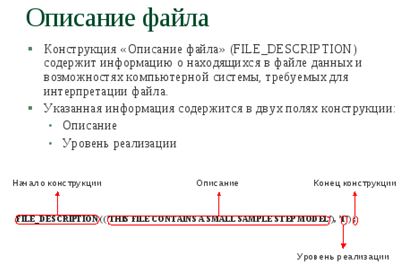 Описание файла
Конструкция «Описание файла» (FILE_DESCRIPTION)
содержит информацию о находящихся в файле данных и
возможностях компьютерной системы, требуемых для
интерпретации файла.
Указанная информация содержится в двух полях конструкции:
Описание
Уровень реализации
Начало конструкции Описание Конец конструкции
FILE_DESCRIPTION(('THIS FILE CONTAINS A SMALL SAMPLE STEP MODEL'), '1');
Уровень реализации